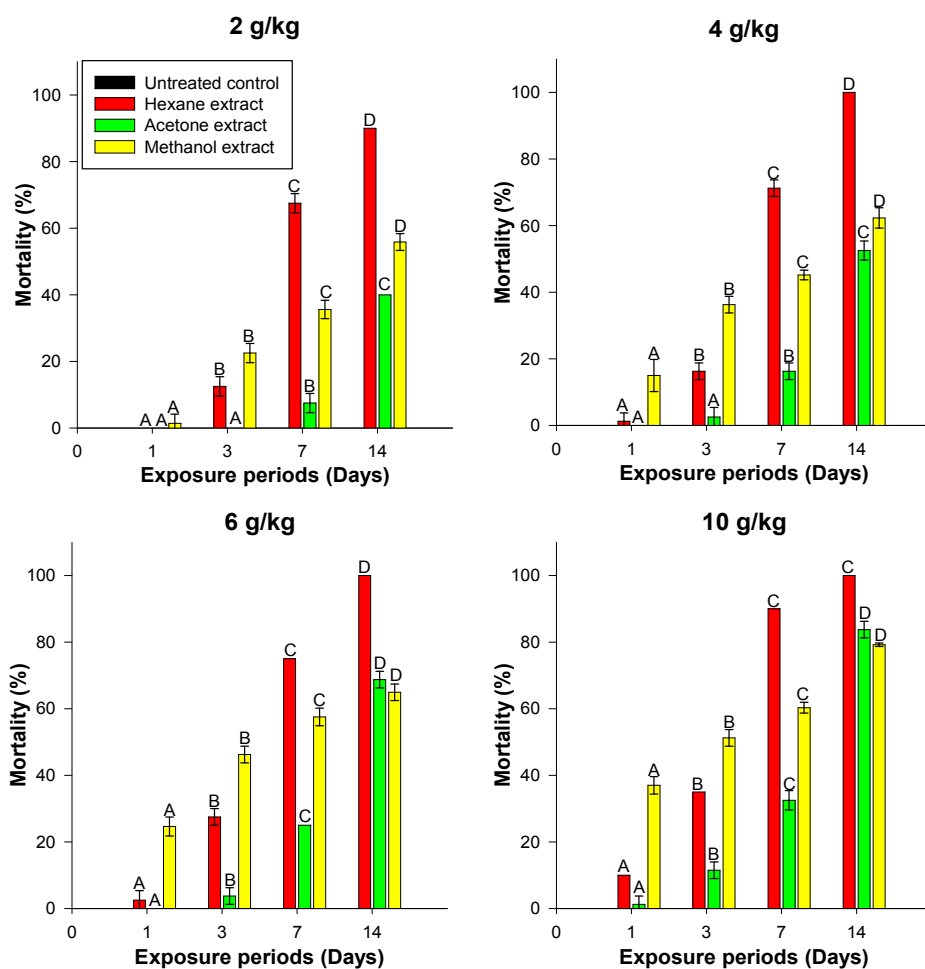 2 g/kg
Untreated control
Hexane extract
Acetone extract
Methanol extract
Mortality (%)
100
80
60
40
20
0
A A A
B A B
C B C
D C D
0 1 3 7 14
Exposure periods (Days)
4 g/kg
Mortality (%)
100
80
60
40
20
0
A A A
B A B
C B C
D C D
0 1 3 7 14
Exposure periods (Days)
6 g/kg
Mortality (%)
100
80
60
40
20
0
A A A
B B B
C C C
D D D
0 1 3 7 14
Exposure periods (Days)
10 g/kg
Mortality (%)
100
80
60
40
20
0
A A A
B B B
C C C
C D D
0 1 3 7 14
Exposure periods (Days)